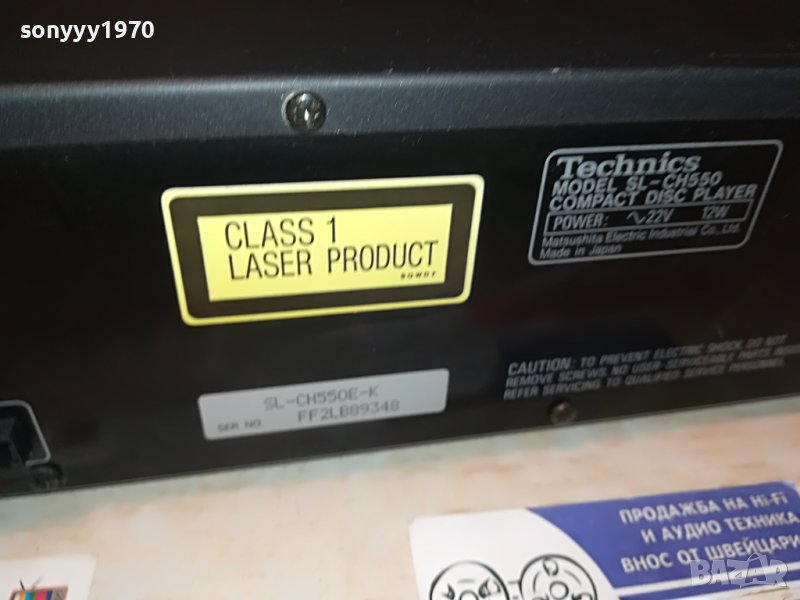 sonyyy1970
Technics
MODEL SL-CH550
COMPACT DISC PLAYER
POWER: ∿22V 12W
Matsushita Electric Industrial Co., Ltd.
Made in Japan
CLASS 1
LASER PRODUCT
CAUTION: TO PREVENT ELECTRIC SHOCK, DO NOT
REMOVE SCREWS. NO USER-SERVICEABLE PARTS INSIDE
REFER SERVICING TO QUALIFIED SERVICE PERSONNEL.
SL-CH550E-K
SER. NO. FF2LB89348
ПРОДАЖБА НА Hi-Fi
И АУДИО ТЕХНИКА
ВНОС ОТ ШВЕЙЦАРИ
BAZAR